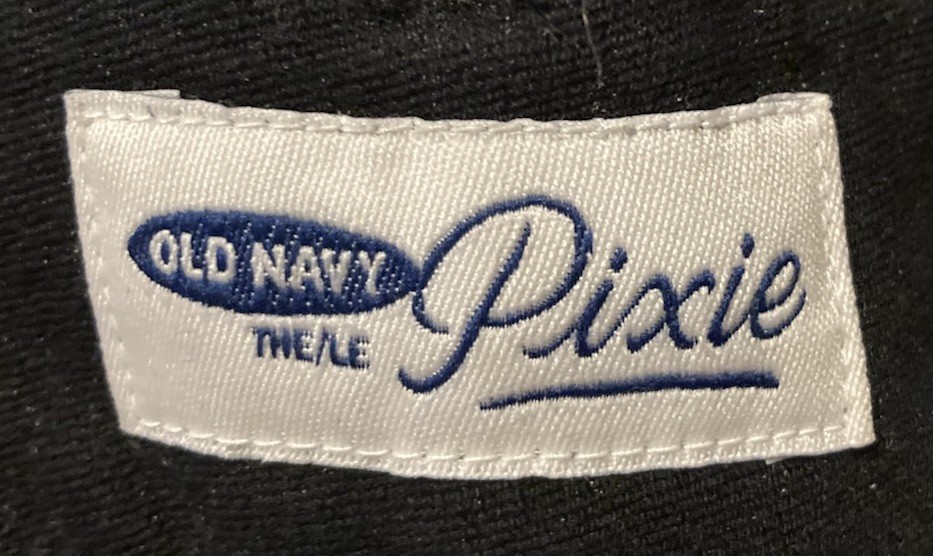 OLD NAVY
THE/LE
Pixie